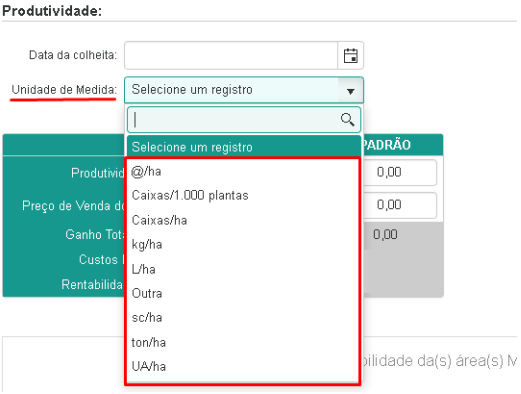 Produtividade:
Data da colheita:
Unidade de Medida: Selecione um registro
Selecione um registro
PADRÃO
@/ha
Produtivid
0,00
Caixas/1.000 plantas
Preço de Venda do
0,00
Caixas/ha
Ganho Tot
0,00
kg/ha
Custos
L/ha
Rentabilida
Outra
sc/ha
ton/ha
UA/ha
bilidade da(s) área(s) M